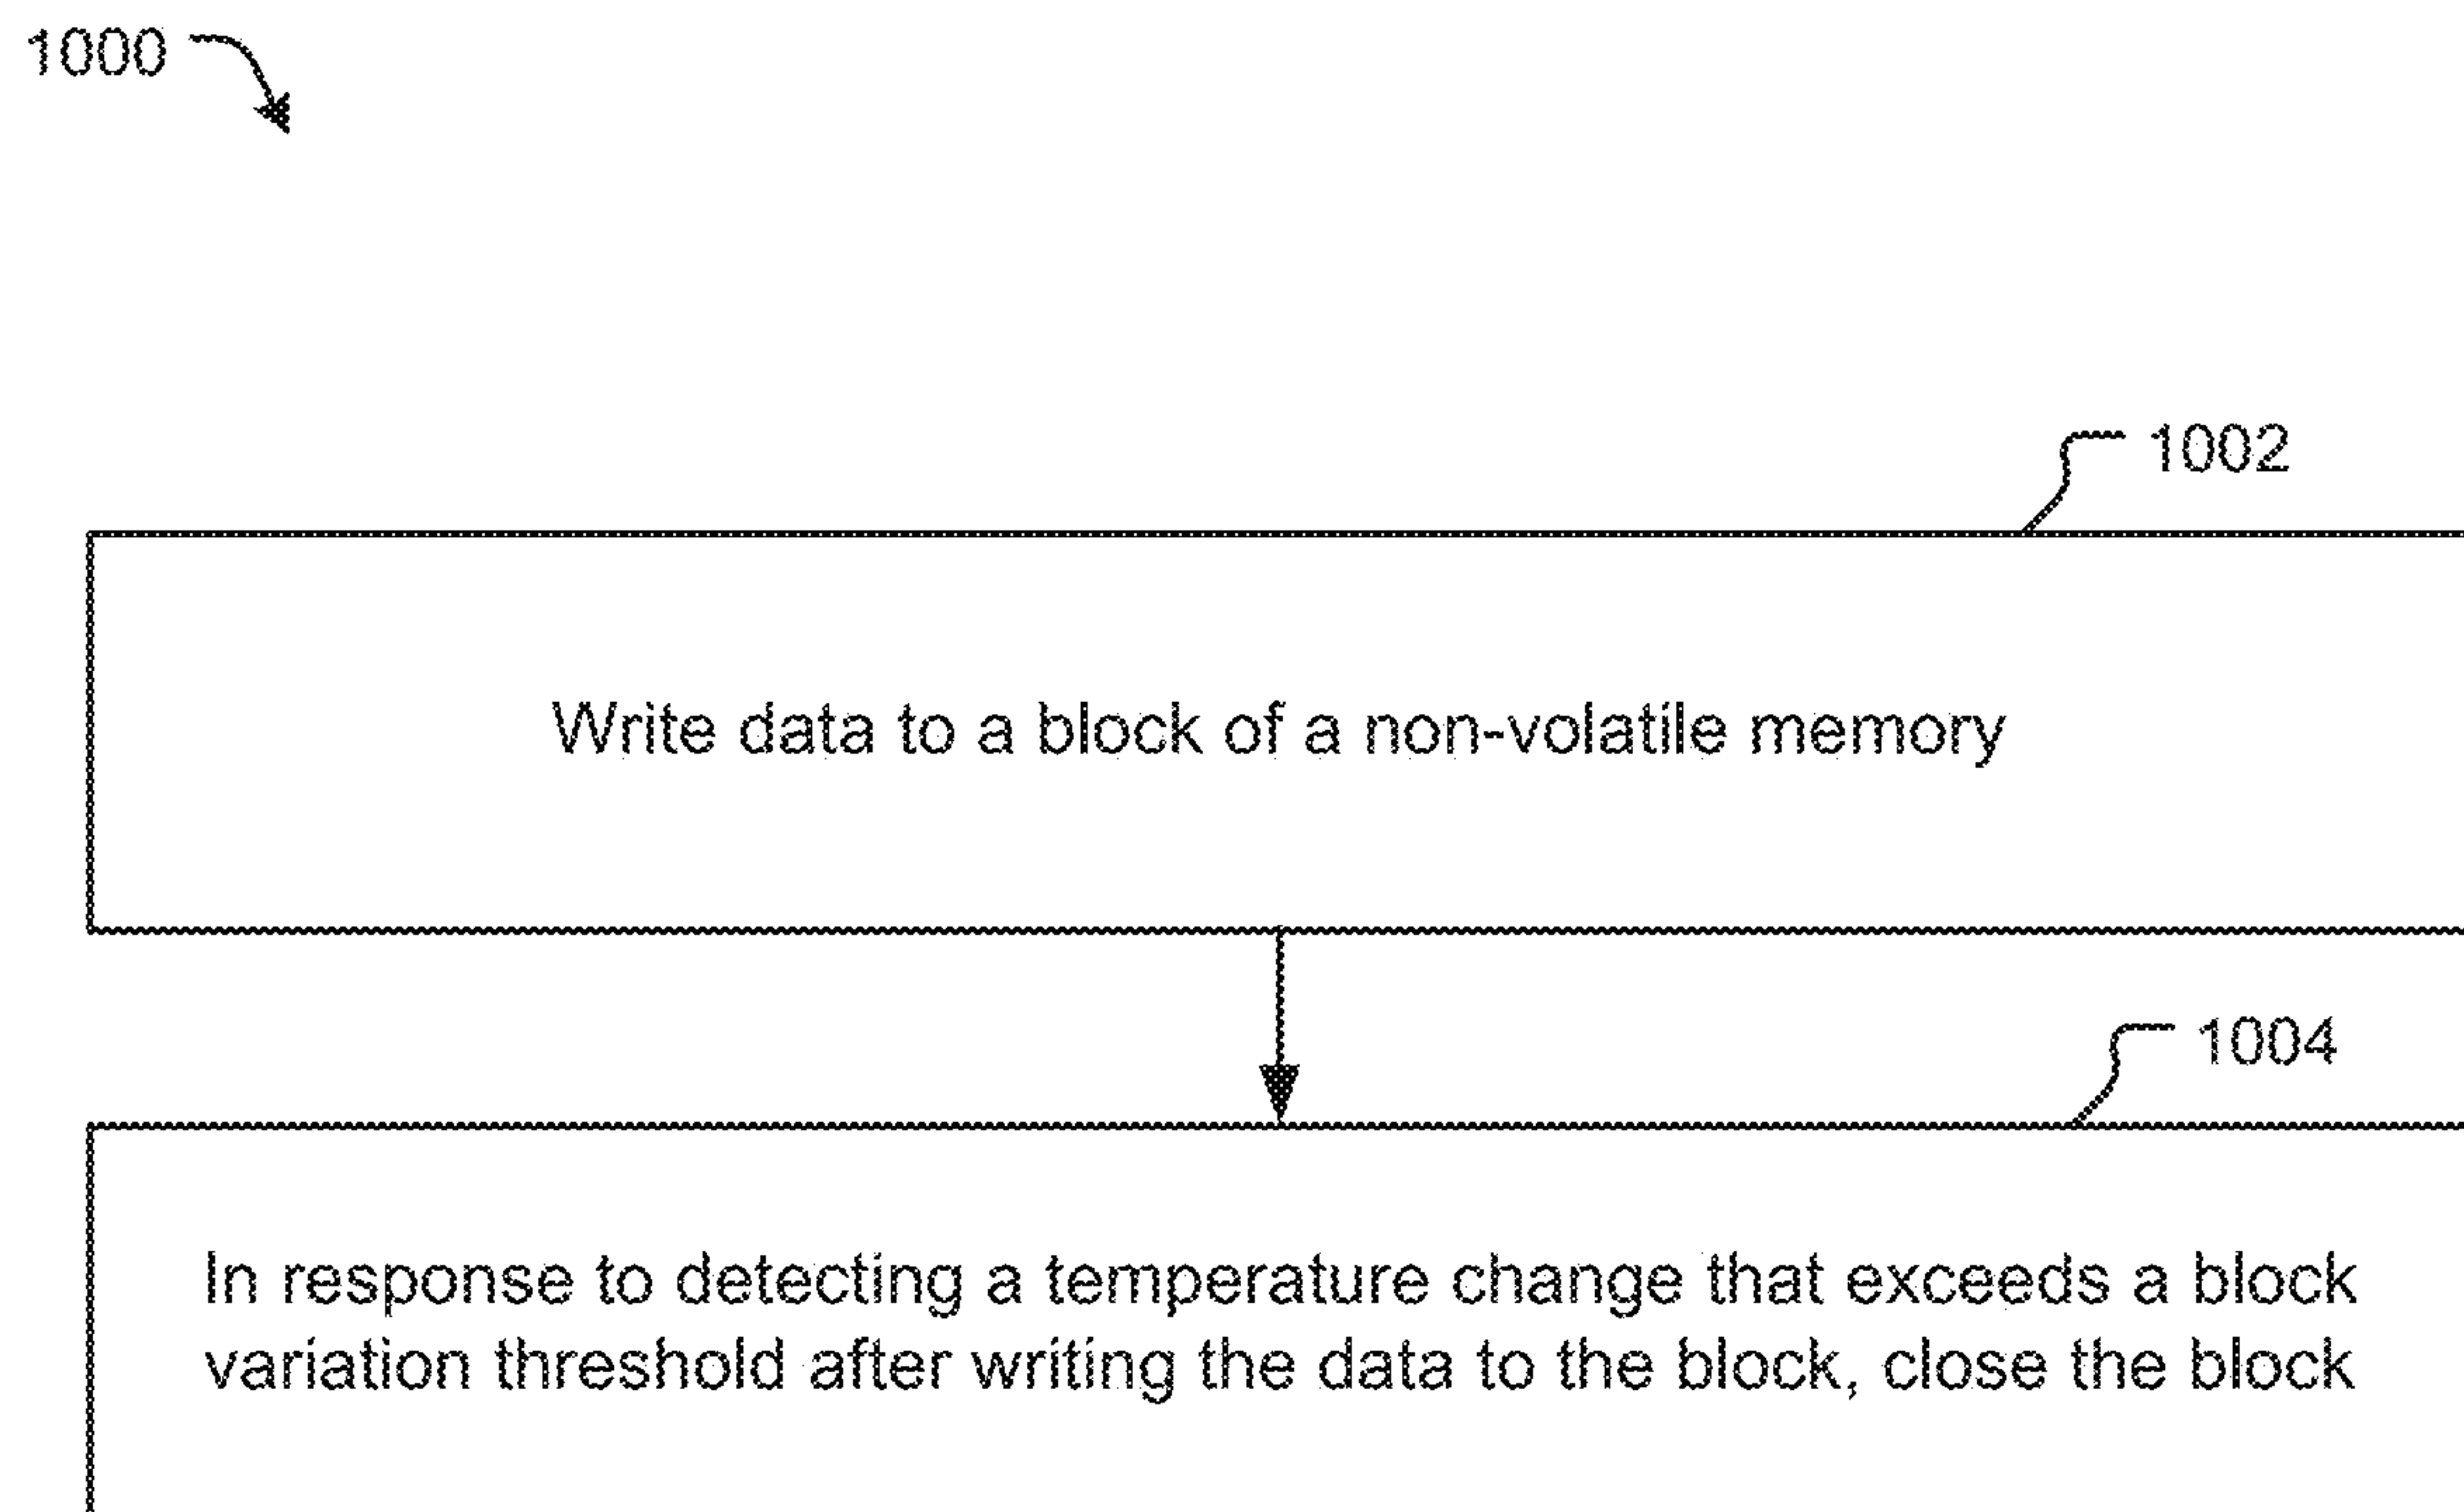 1000
1002
Write data to a block of a non-volatile memory
1004
In response to detecting a temperature change that exceeds a block
variation threshold after writing the data to the block, close the block